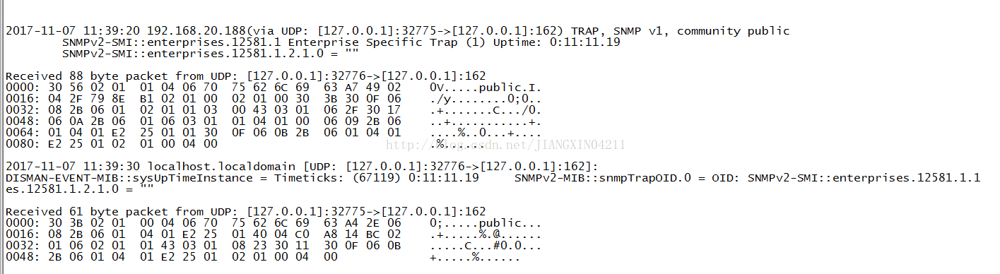 2017-11-07 11:39:20 192.168.20.188(via UDP: [127.0.0.1]:32775->[127.0.0.1]:162) TRAP, SNMP v1, community public
SNMPv2-SMI::enterprises.12581.1 Enterprise Specific Trap (1) Uptime: 0:11:11.19
SNMPv2-SMI::enterprises.12581.1.2.1.0 = ""
Received 88 byte packet from UDP: [127.0.0.1]:32776->[127.0.0.1]:162
0000: 30 56 02 01 01 04 06 70 75 62 6C 69 63 A7 49 02 0V.....public.I.
0016: 04 2F 79 8E B1 02 01 00 02 01 00 30 3B 30 0F 06 ./y........0;0..
0032: 08 2B 06 01 02 01 01 03 00 43 03 01 06 2F 30 17 .+.......C.../0.
0048: 06 0A 2B 06 01 06 03 01 01 04 01 00 06 09 2B 06 ..+...........+.
0064: 01 04 01 E2 25 01 01 30 0F 06 0B 2B 06 01 04 01 ....%..0...+....
0080: E2 25 01 02 01 00 04 00 .%......
http://blog.csdn.net/JIANGXIN04211
2017-11-07 11:39:30 localhost.localdomain [UDP: [127.0.0.1]:32776->[127.0.0.1]:162]:
DISMAN-EVENT-MIB::sysUpTimeInstance = Timeticks: (67119) 0:11:11.19 SNMPv2-MIB::snmpTrapOID.0 = OID: SNMPv2-SMI::enterprises.12581.1.1
es.12581.1.2.1.0 = ""
Received 61 byte packet from UDP: [127.0.0.1]:32775->[127.0.0.1]:162
0000: 30 3B 02 01 00 04 06 70 75 62 6C 69 63 A4 2E 06 0;.....public...
0016: 08 2B 06 01 04 01 E2 25 01 40 04 C0 A8 14 BC 02 .+.....%.@......
0032: 01 06 02 01 01 43 03 01 08 23 30 11 30 0F 06 0B .....C...#0.0...
0048: 2B 06 01 04 01 E2 25 01 02 01 00 04 00 +.....%......